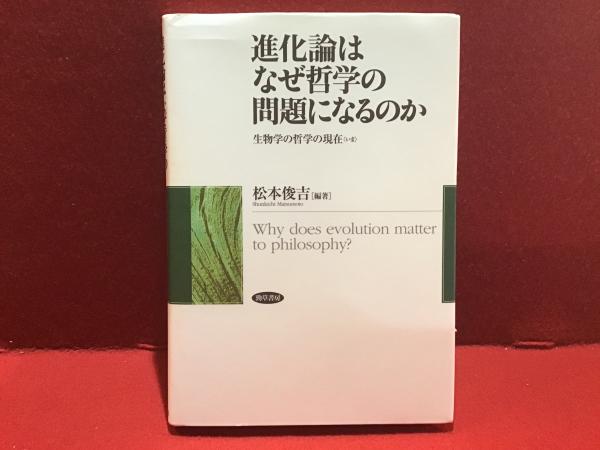 進化論は
なぜ哲学の
問題になるのか
生物学の哲学の現在〈いま〉
松本俊吉[編著]
Shunkichi Matsumoto
Why does evolution matter
to philosophy?
勁草書房